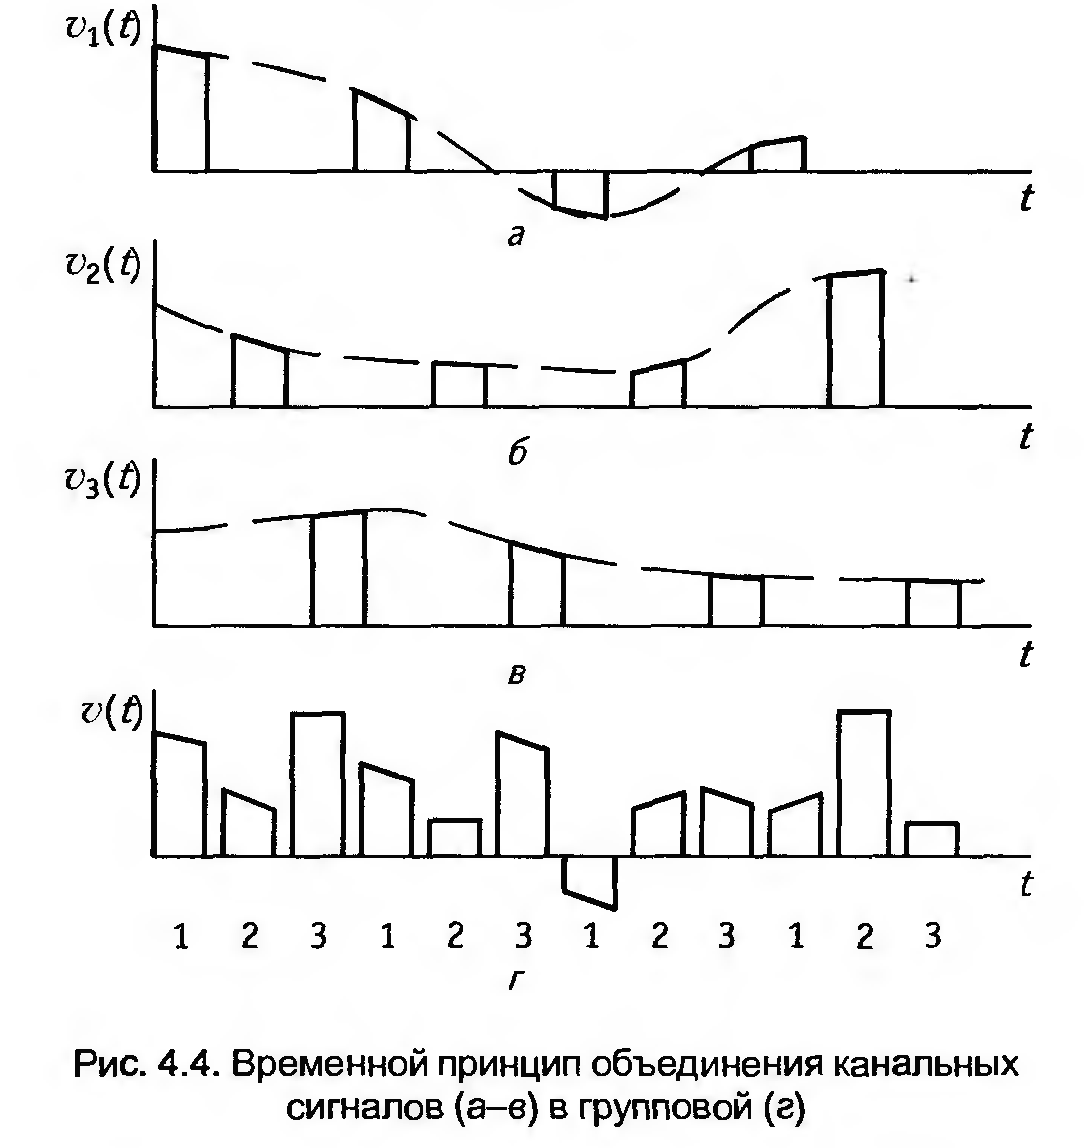 v₁(t)
t
а
v₂(t)
t
б
v₃(t)
t
в
v(t)
t
1 2 3 1 2 3 1 2 3 1 2 3
г
Рис. 4.4. Временной принцип объединения канальных
сигналов (а–в) в групповой (г)